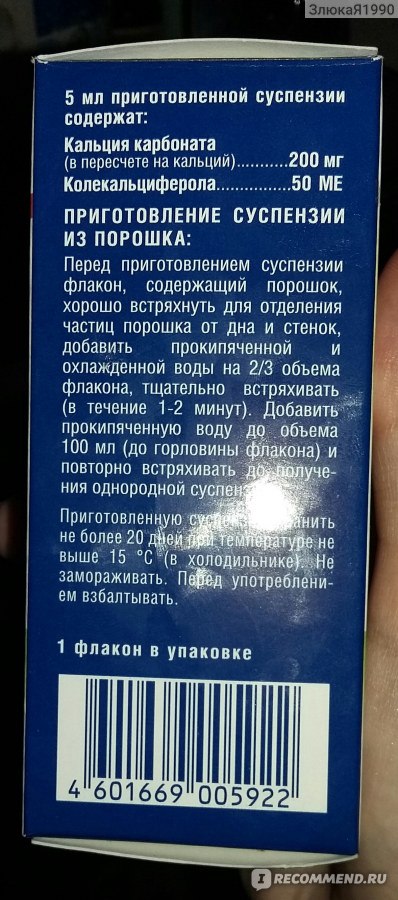 ЗлюкаЯ1990
5 мл приготовленной суспензии
содержат:
Кальция карбоната
(в пересчете на кальций)...........200 мг
Колекальциферола................50 МЕ
ПРИГОТОВЛЕНИЕ СУСПЕНЗИИ
ИЗ ПОРОШКА:
Перед приготовлением суспензии
флакон, содержащий порошок,
хорошо встряхнуть для отделения
частиц порошка от дна и стенок,
добавить прокипяченной и
охлажденной воды на 2/3 объема
флакона, тщательно встряхивать
(в течение 1-2 минут). Добавить
прокипяченную воду до объема
100 мл (до горловины флакона) и
повторно встряхивать до получе-
ния однородной
Приготовленную
не более 20 дней при температуре не
выше 15 °С (в холодильнике). Не
замораживать. Перед употреблени-
ем взбалтывать.
1 флакон в упаковке
4 601669 005922
I RECOMMEND.RU